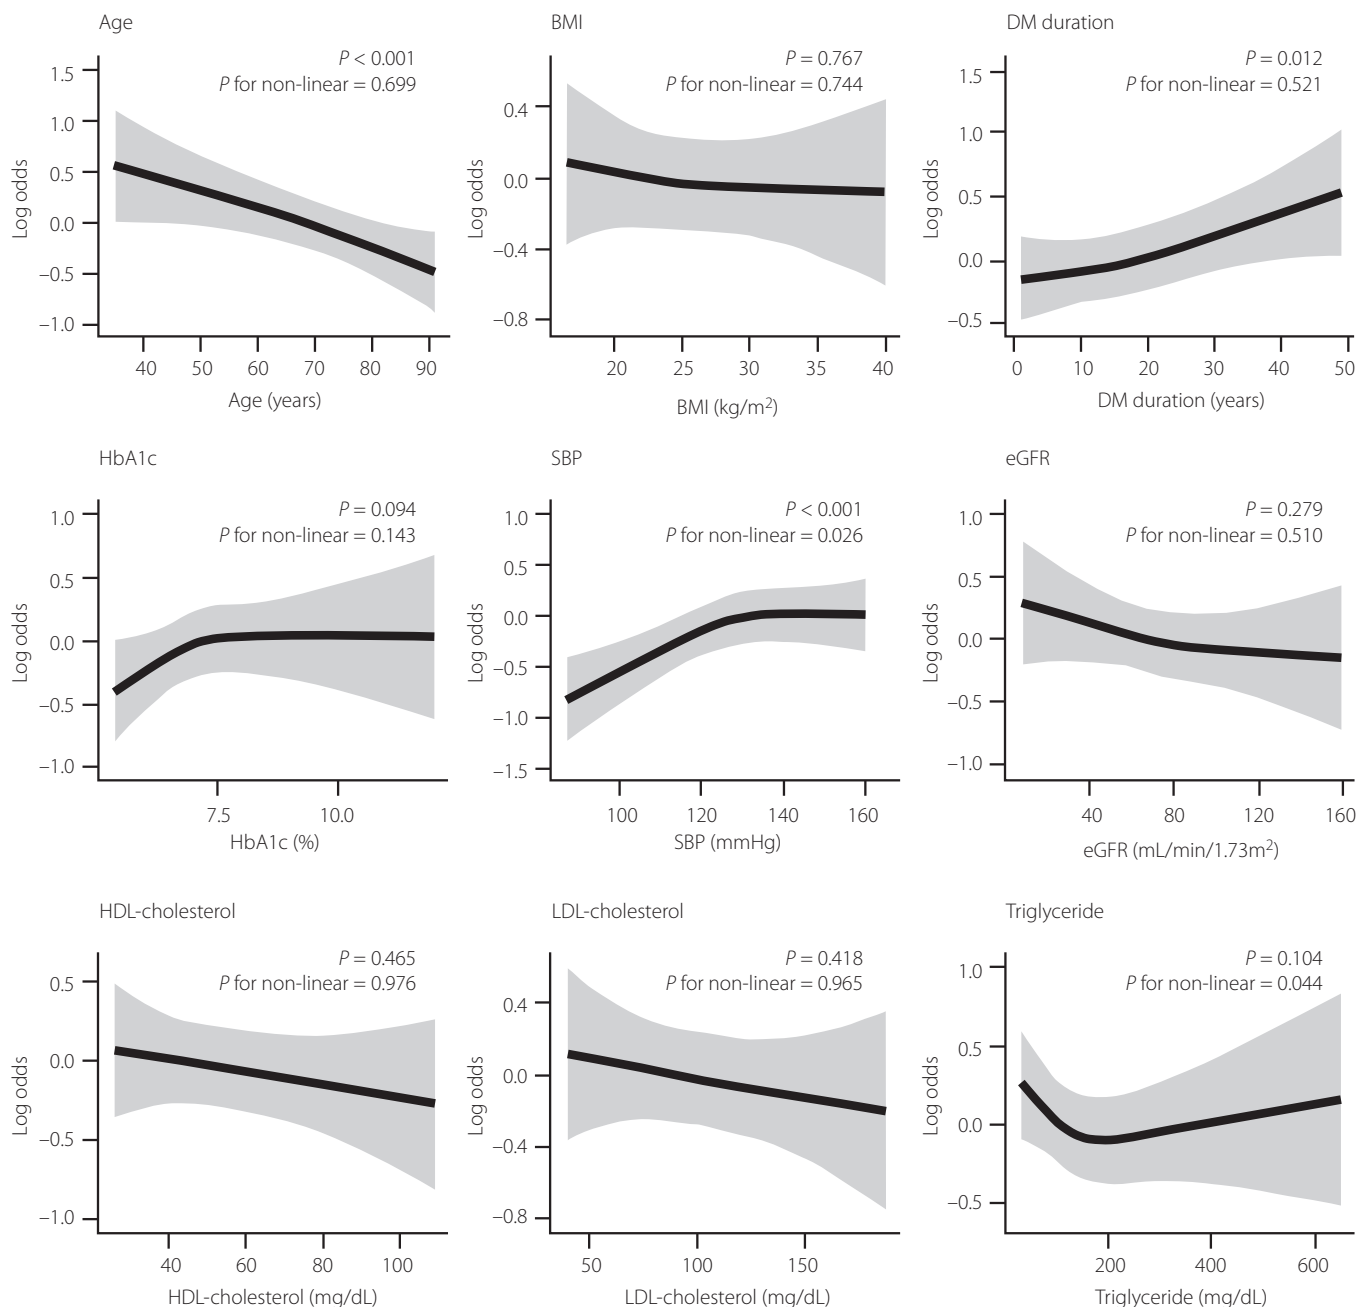 Age
P < 0.001
P for non-linear = 0.699
1.5
1.0
0.5
0.0
−0.5
−1.0
Log odds
40 50 60 70 80 90
Age (years)
BMI
P = 0.767
P for non-linear = 0.744
0.4
0.0
−0.4
−0.8
Log odds
20 25 30 35 40
BMI (kg/m²)
DM duration
P = 0.012
P for non-linear = 0.521
1.5
1.0
0.5
0.0
−0.5
Log odds
0 10 20 30 40 50
DM duration (years)
HbA1c
P = 0.094
P for non-linear = 0.143
1.0
0.5
0.0
−0.5
−1.0
Log odds
7.5 10.0
HbA1c (%)
SBP
P < 0.001
P for non-linear = 0.026
1.0
0.5
0.0
−0.5
−1.0
−1.5
Log odds
100 120 140 160
SBP (mmHg)
eGFR
P = 0.279
P for non-linear = 0.510
1.0
0.5
0.0
−0.5
−1.0
Log odds
40 80 120 160
eGFR (mL/min/1.73m²)
HDL-cholesterol
P = 0.465
P for non-linear = 0.976
0.5
0.0
−0.5
−1.0
Log odds
40 60 80 100
HDL-cholesterol (mg/dL)
LDL-cholesterol
P = 0.418
P for non-linear = 0.965
0.4
0.0
−0.4
−0.8
Log odds
50 100 150
LDL-cholesterol (mg/dL)
Triglyceride
P = 0.104
P for non-linear = 0.044
1.0
0.5
0.0
−0.5
Log odds
200 400 600
Triglyceride (mg/dL)